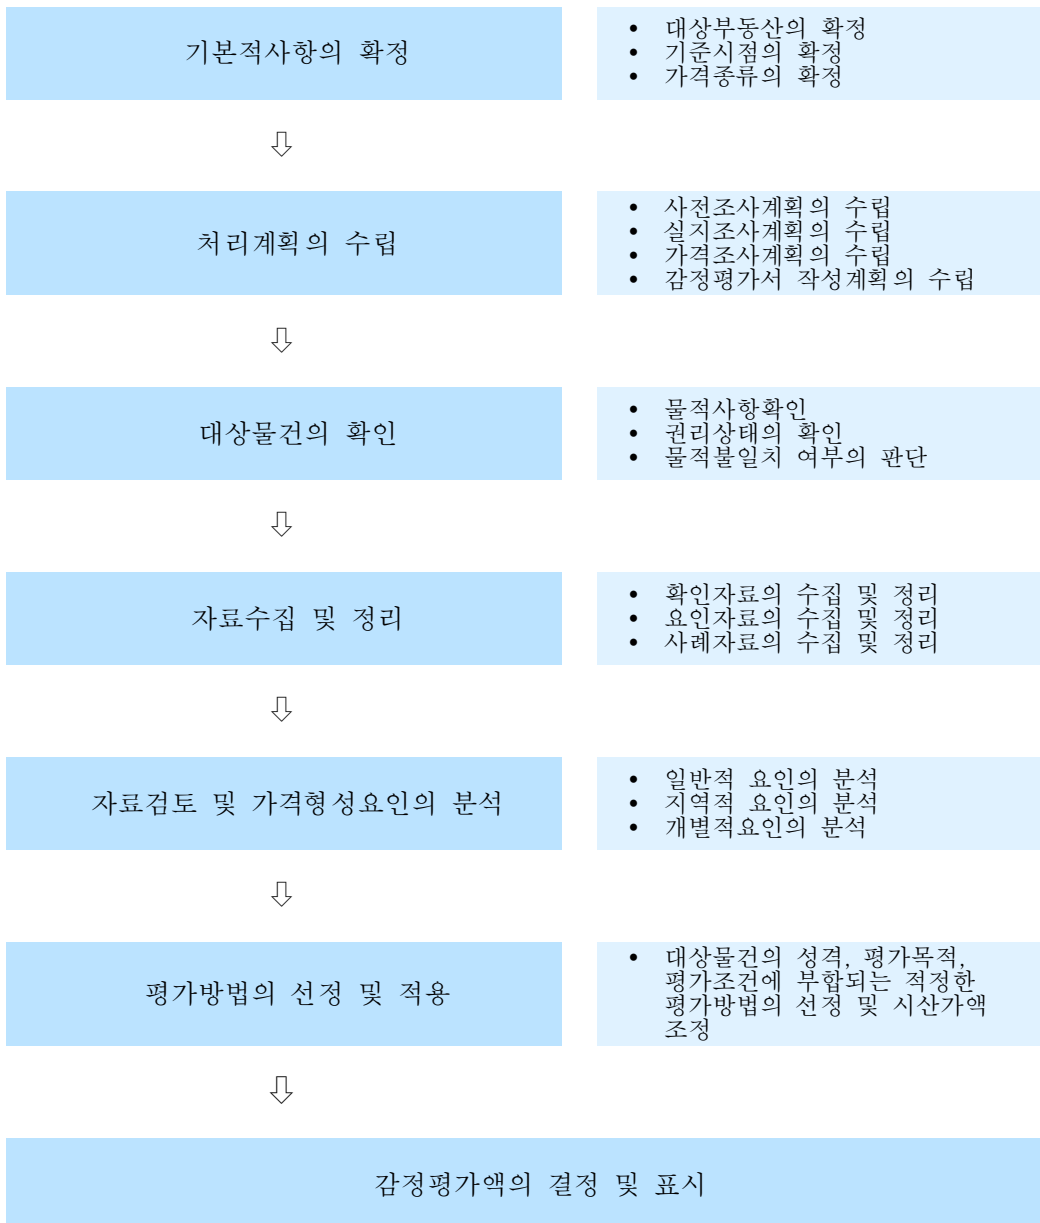 기본적사항의 확정
• 대상부동산의 확정
• 기준시점의 확정
• 가격종류의 확정
처리계획의 수립
• 사전조사계획의 수립
• 실지조사계획의 수립
• 가격조사계획의 수립
• 감정평가서 작성계획의 수립
대상물건의 확인
• 물적사항확인
• 권리상태의 확인
• 물적불일치 여부의 판단
자료수집 및 정리
• 확인자료의 수집 및 정리
• 요인자료의 수집 및 정리
• 사례자료의 수집 및 정리
자료검토 및 가격형성요인의 분석
• 일반적 요인의 분석
• 지역적 요인의 분석
• 개별적요인의 분석
평가방법의 선정 및 적용
• 대상물건의 성격, 평가목적,
평가조건에 부합되는 적정한
평가방법의 선정 및 시산가액
조정
감정평가액의 결정 및 표시